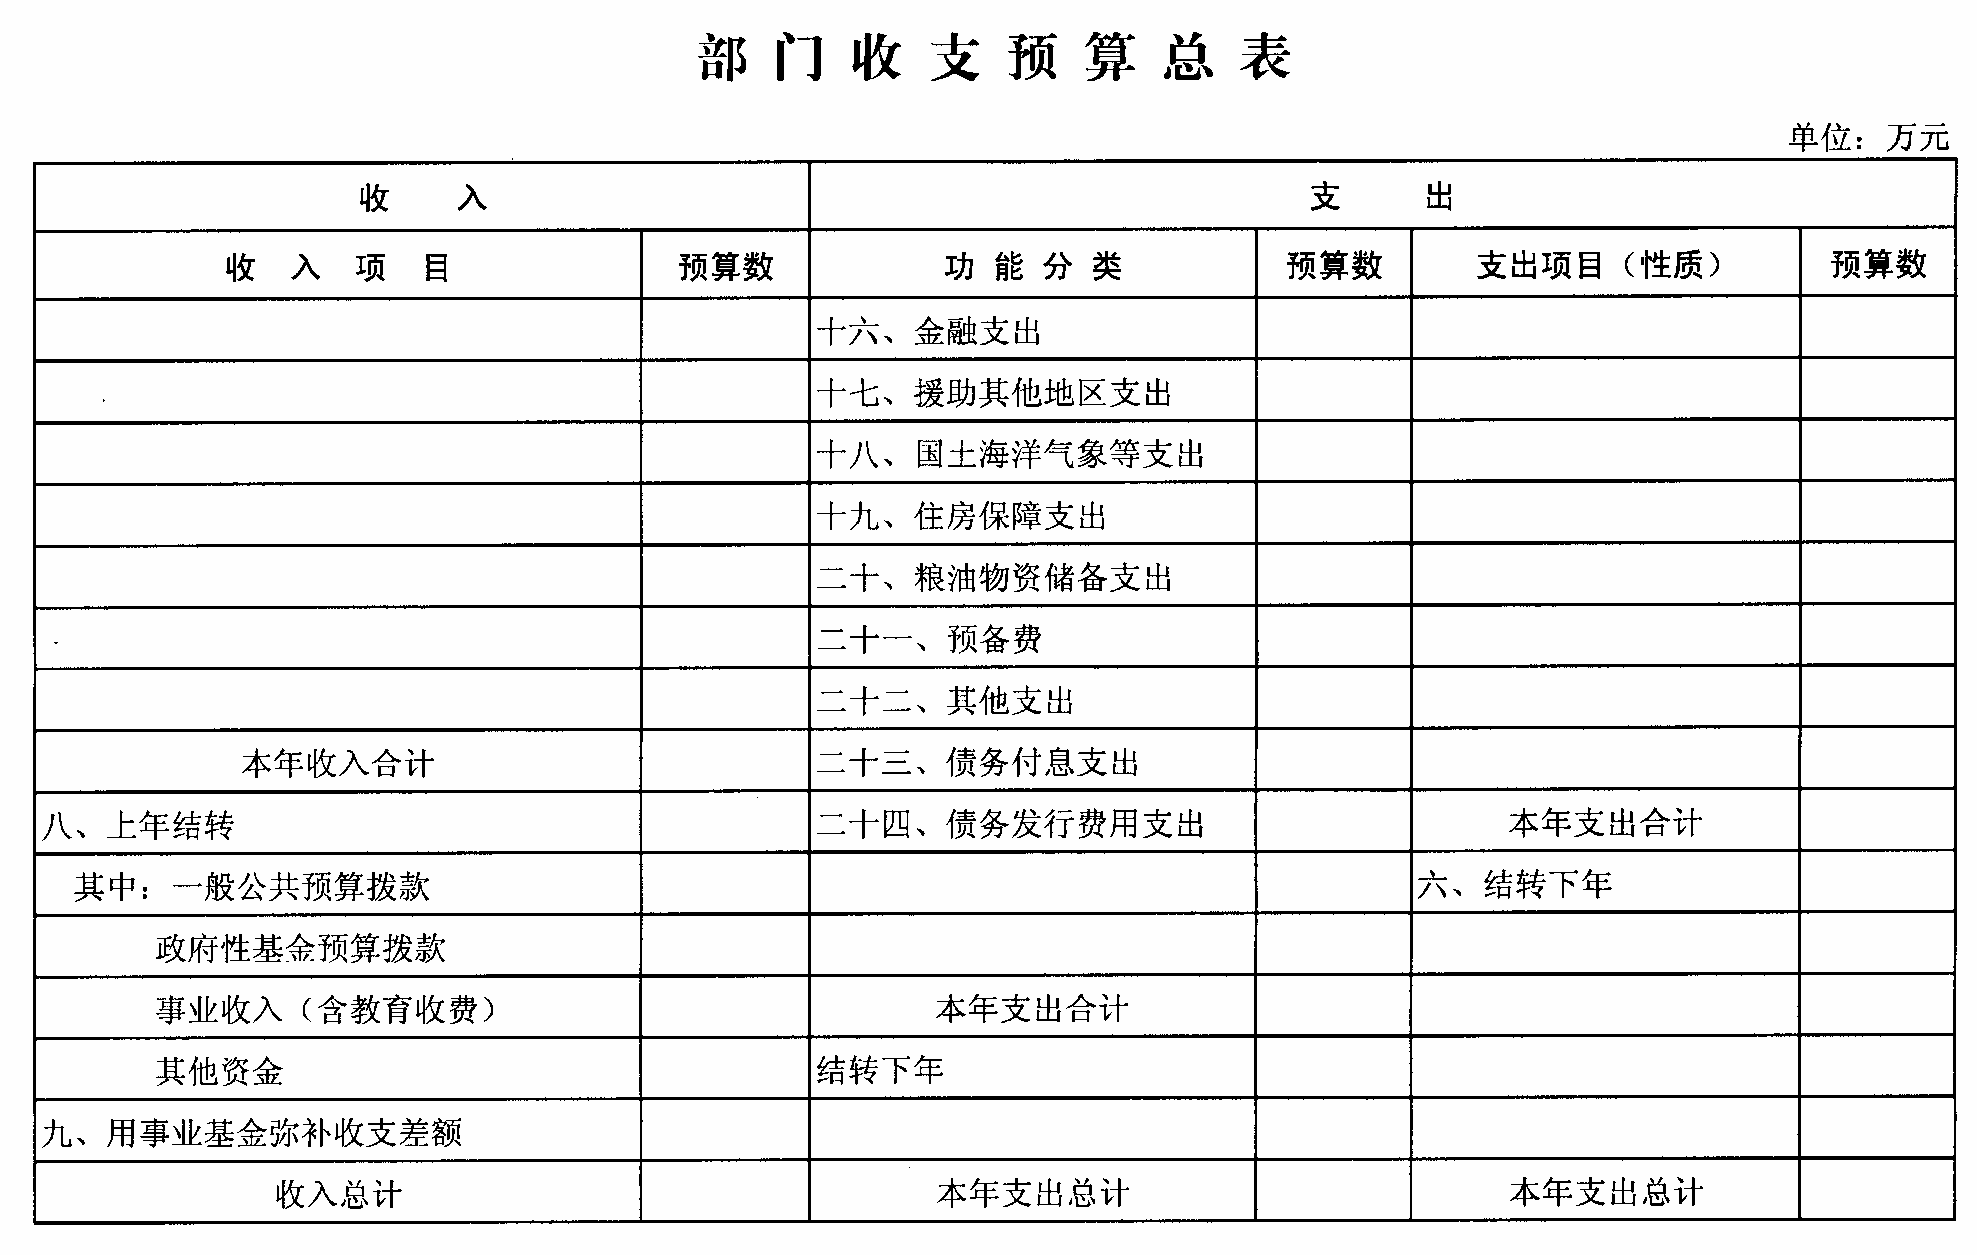 部门收支预算总表
单位：万元
收 入 支 出
收 入 项 目 预算数 功 能 分 类 预算数 支出项目（性质） 预算数
十六、金融支出
十七、援助其他地区支出
十八、国土海洋气象等支出
十九、住房保障支出
二十、粮油物资储备支出
二十一、预备费
二十二、其他支出
本年收入合计 二十三、债务付息支出
八、上年结转 二十四、债务发行费用支出 本年支出合计
其中：一般公共预算拨款 六、结转下年
政府性基金预算拨款
事业收入（含教育收费） 本年支出合计
其他资金 结转下年
九、用事业基金弥补收支差额
收入总计 本年支出总计 本年支出总计